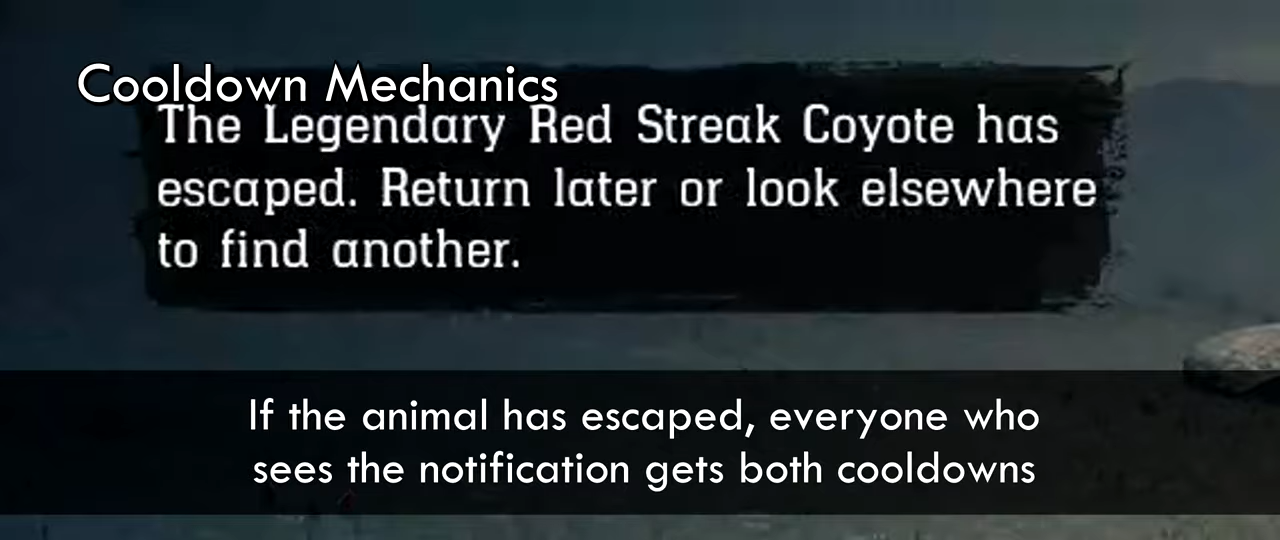 Cooldown Mechanics
The Legendary Red Streak Coyote has
escaped. Return later or look elsewhere
to find another.
If the animal has escaped, everyone who
sees the notification gets both cooldowns